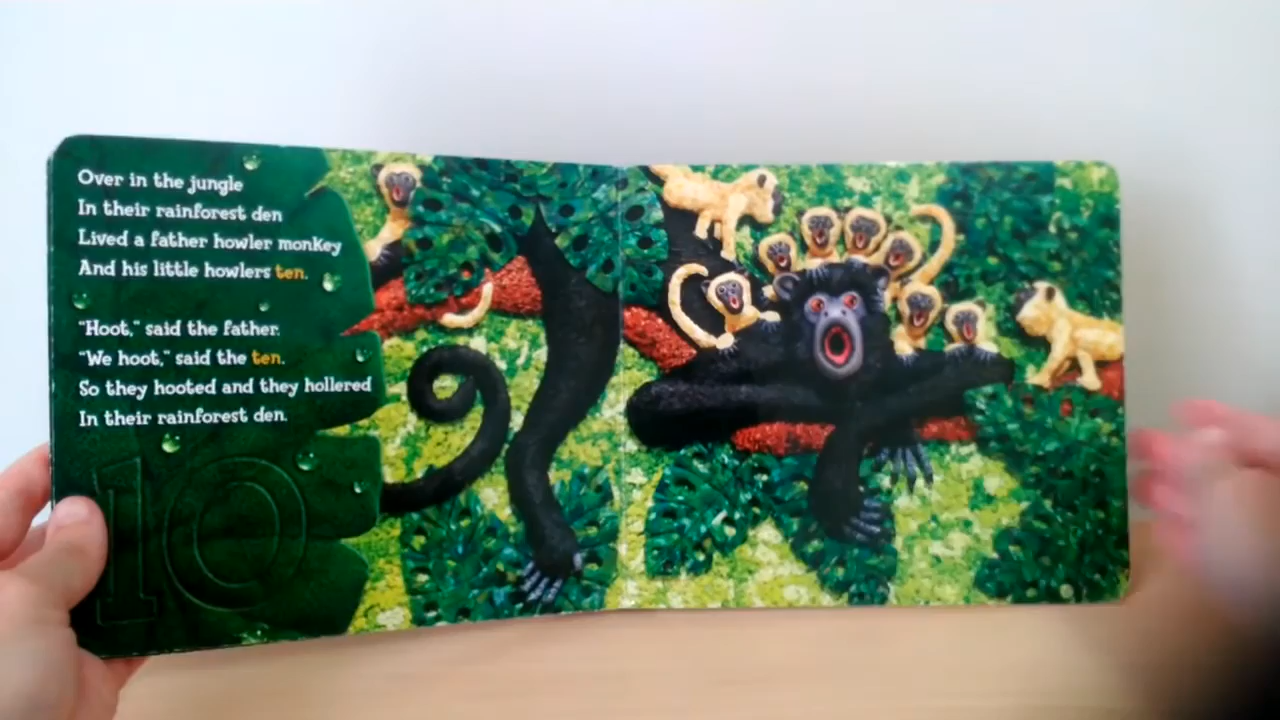 Over in the jungle
In their rainforest den
Lived a father howler monkey
And his little howlers ten.
"Hoot," said the father.
"We hoot," said the ten.
So they hooted and they hollered
In their rainforest den.
10